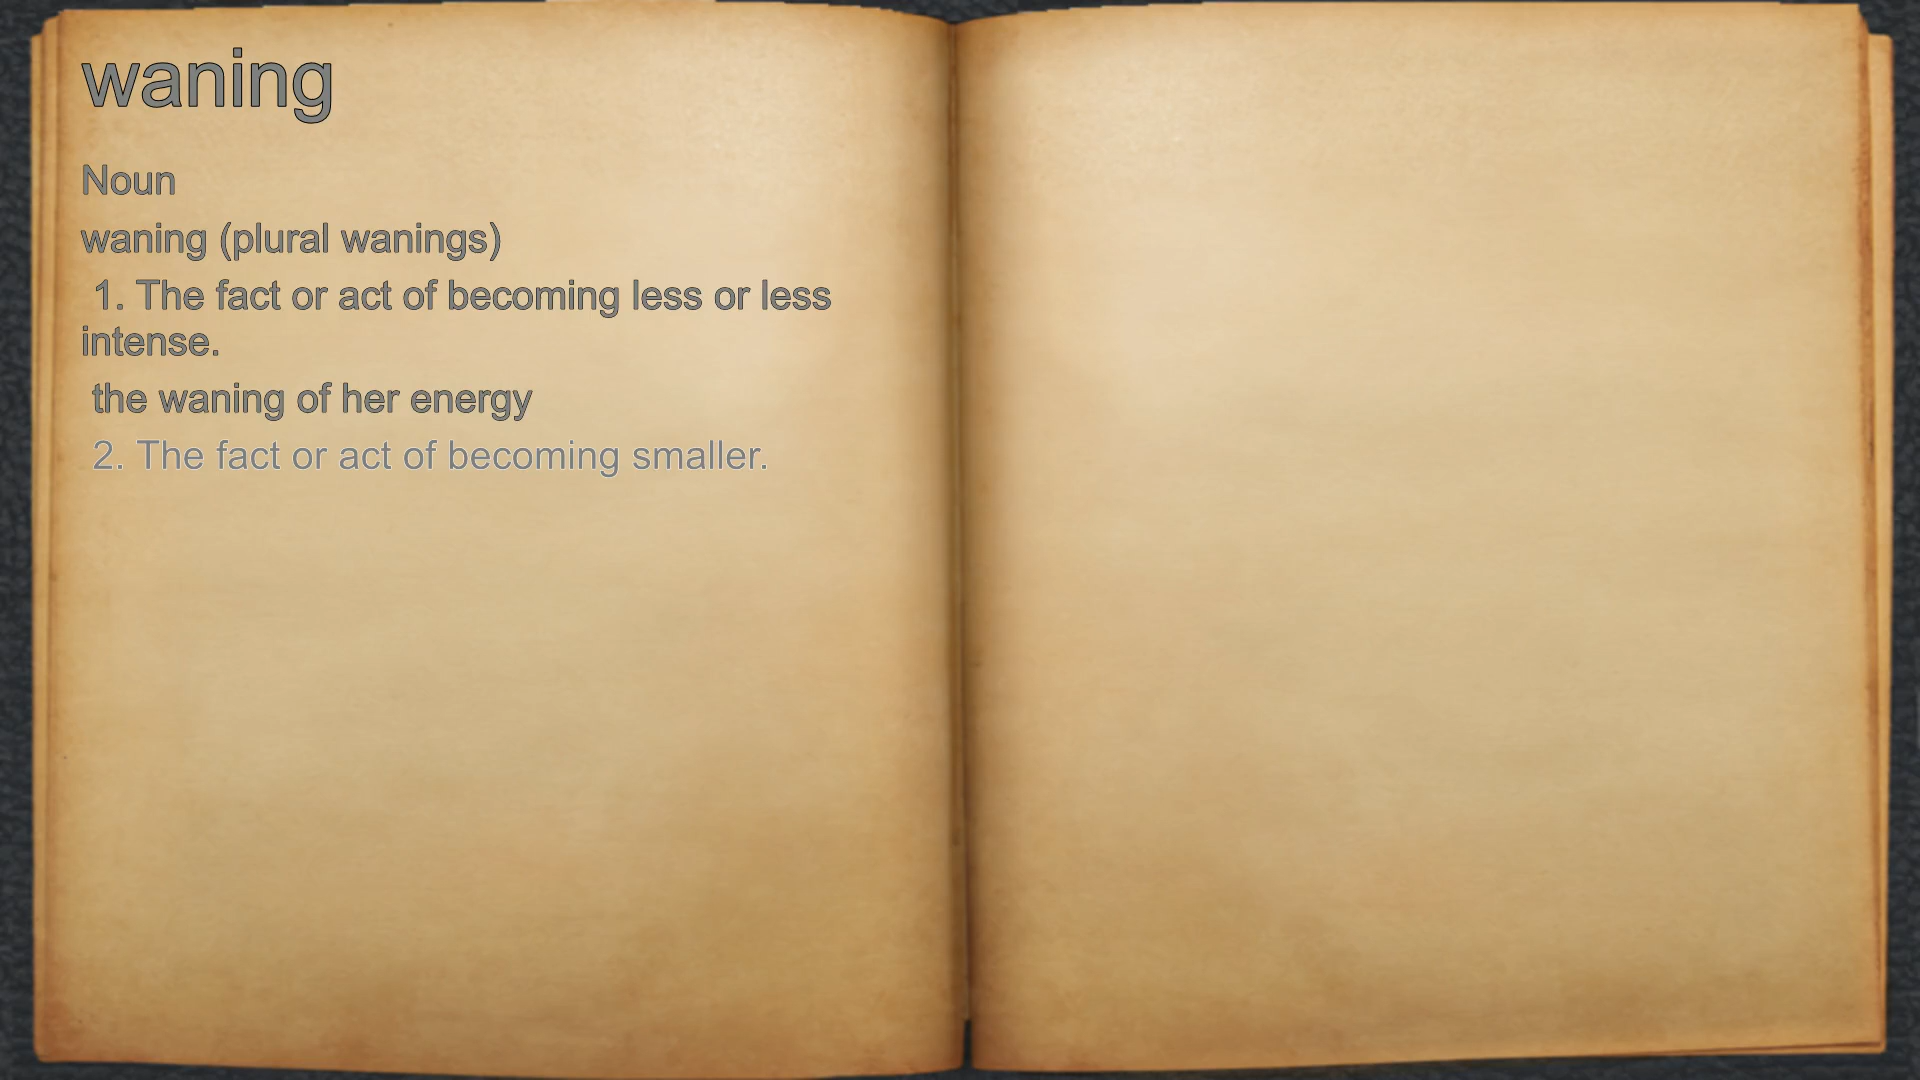 waning
Noun
waning (plural wanings)
1. The fact or act of becoming less or less
intense.
the waning of her energy
2. The fact or act of becoming smaller.